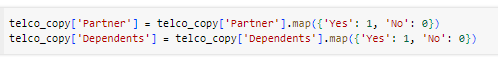 telco_copy['Partner'] = telco_copy['Partner'].map({'Yes': 1, 'No': 0})
telco_copy['Dependents'] = telco_copy['Dependents'].map({'Yes': 1, 'No': 0})